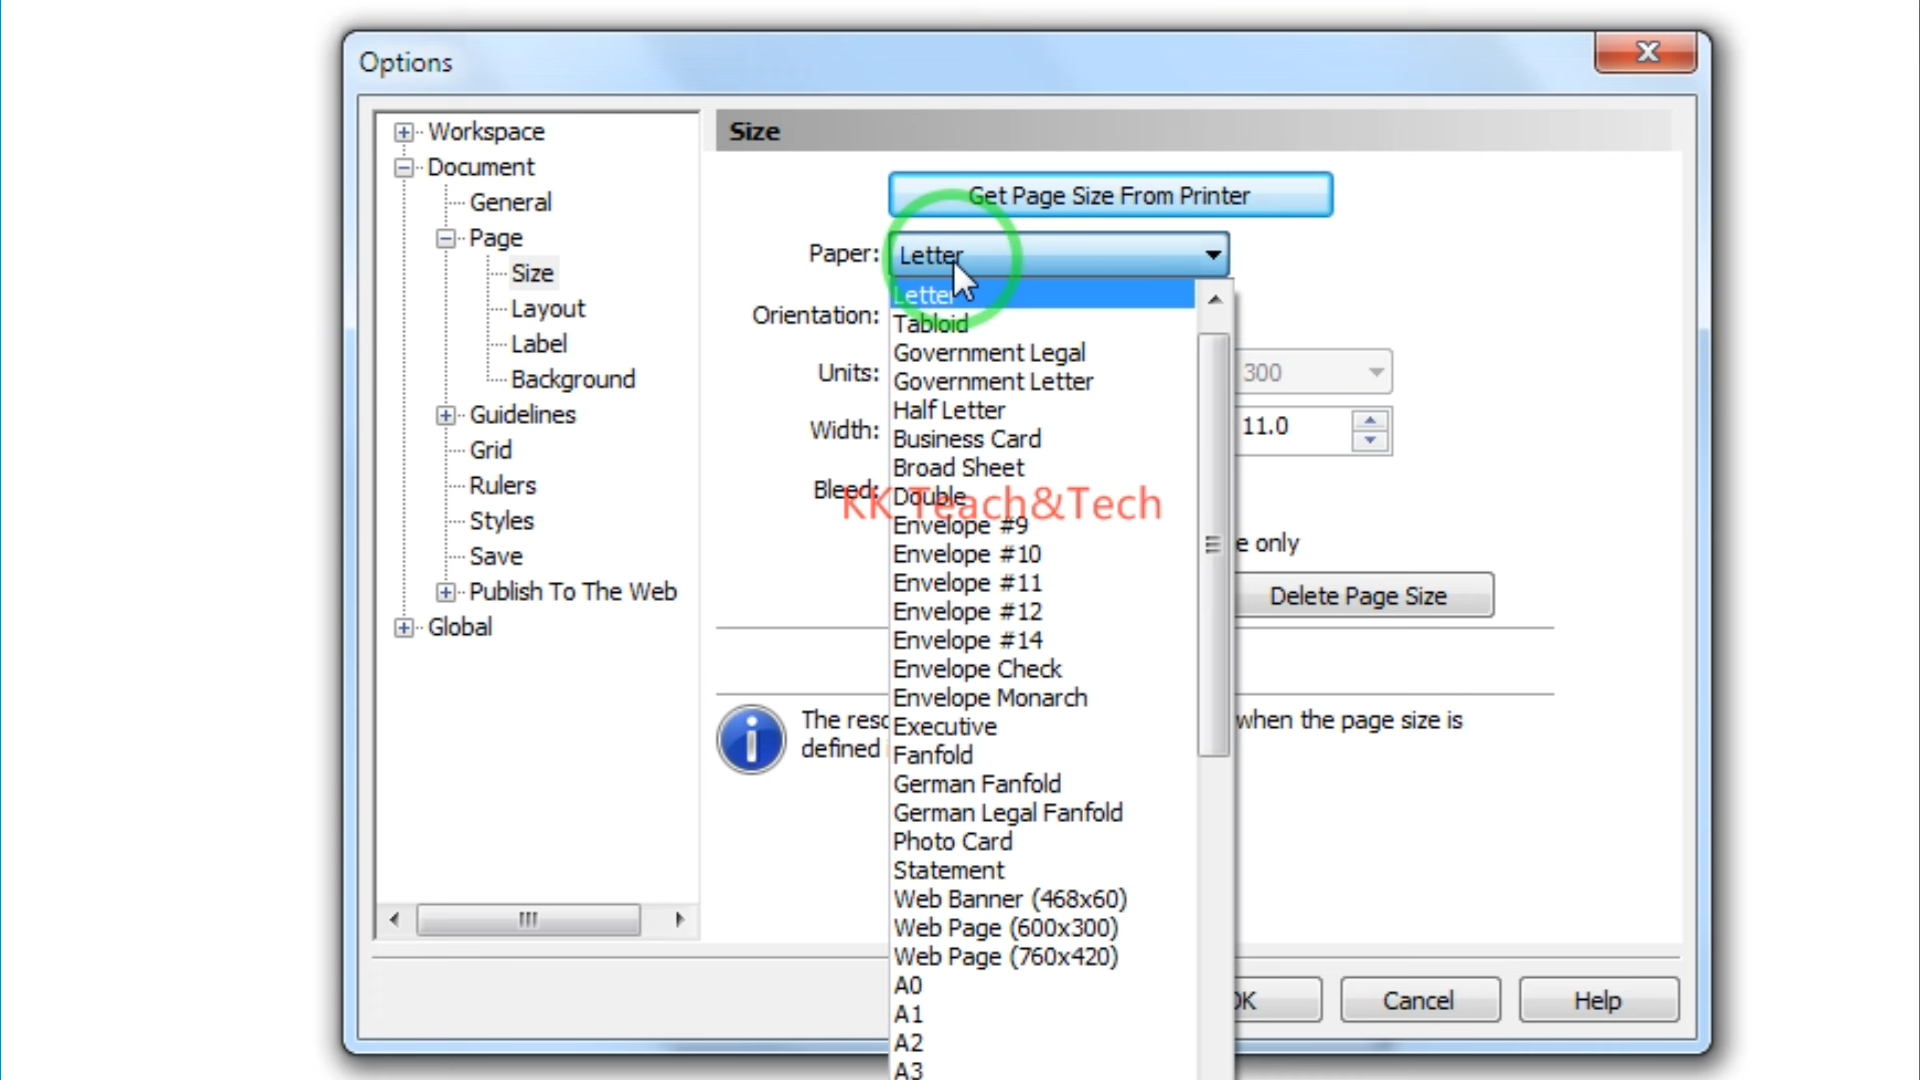 Options
Workspace
Document
General
Page
Size
Layout
Label
Background
Guidelines
Grid
Rulers
Styles
Save
Publish To The Web
Global
Size
Get Page Size From Printer
Paper: Letter
Orientation:
Units: 300
Width: 11.0
Bleed:
Letter
Tabloid
Government Legal
Government Letter
Half Letter
Business Card
Broad Sheet
Double
KK Teach&Tech
Envelope #9
Envelope #10
Envelope #11
Envelope #12
Envelope #14
Envelope Check
Envelope Monarch
Executive
Fanfold
German Fanfold
German Legal Fanfold
Photo Card
Statement
Web Banner (468x60)
Web Page (600x300)
Web Page (760x420)
A0
A1
A2
A3
only
Delete Page Size
The when the page size is
defined
OK Cancel Help